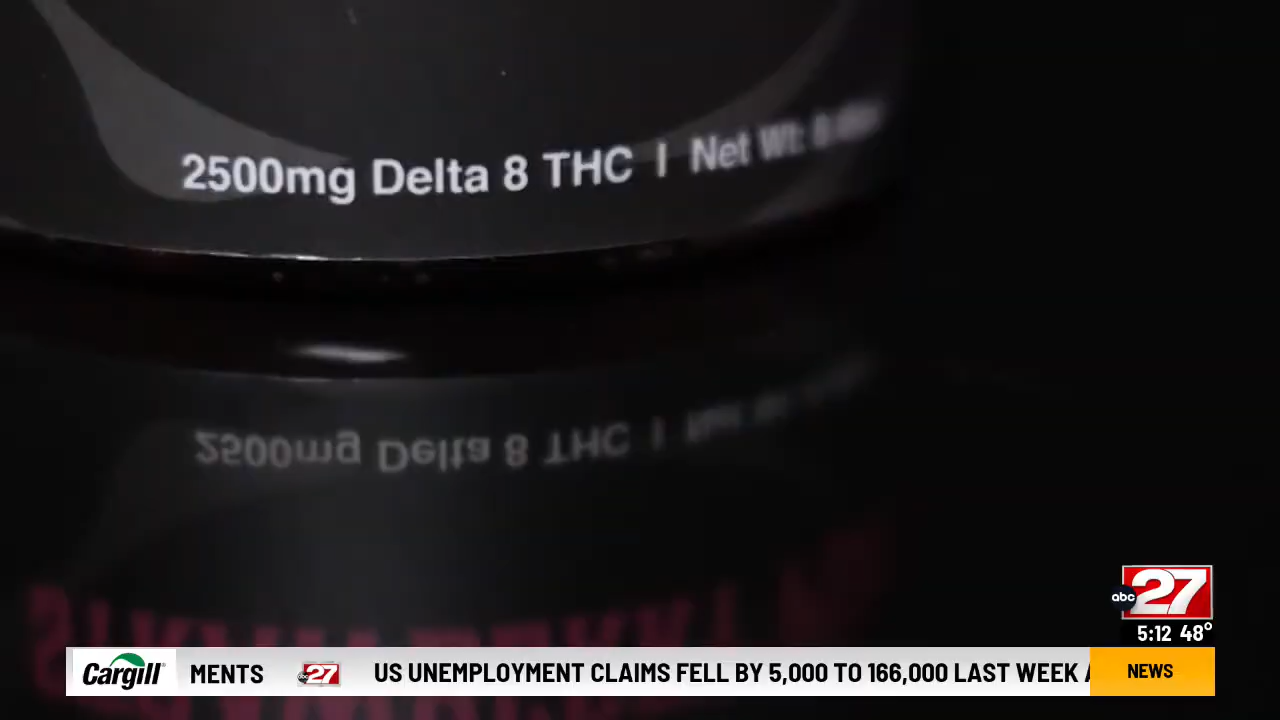 2500mg Delta 8 THC | Net Wt:
2500mg Delta 8 THC |
abc 27
5:12 48°
Cargill MENTS abc 27 US UNEMPLOYMENT CLAIMS FELL BY 5,000 TO 166,000 LAST WEEK NEWS